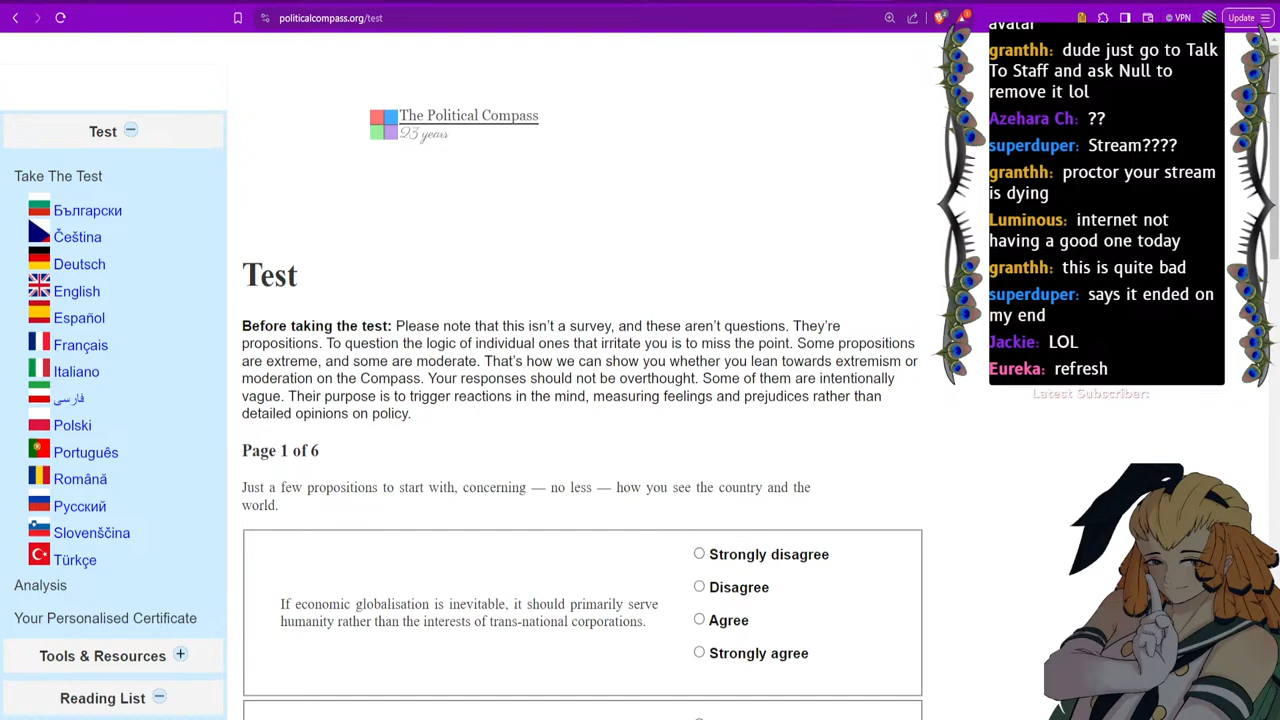 politicalcompass.org/test
VPN
Update
Test
Take The Test
Български
Čeština
Deutsch
English
Español
Français
Italiano
فارسی
Polski
Português
Română
Русский
Slovenščina
Türkçe
Analysis
Your Personalised Certificate
Tools & Resources
Reading List
The Political Compass
23 years
Test
Before taking the test: Please note that this isn’t a survey, and these aren’t questions. They’re
propositions. To question the logic of individual ones that irritate you is to miss the point. Some propositions
are extreme, and some are moderate. That’s how we can show you whether you lean towards extremism or
moderation on the Compass. Your responses should not be overthought. Some of them are intentionally
vague. Their purpose is to trigger reactions in the mind, measuring feelings and prejudices rather than
detailed opinions on policy.
Page 1 of 6
Just a few propositions to start with, concerning — no less — how you see the country and the
world.
If economic globalisation is inevitable, it should primarily serve
humanity rather than the interests of trans-national corporations.
Strongly disagree
Disagree
Agree
Strongly agree
avatar
granthh: dude just go to Talk
To Staff and ask Null to
remove it lol
Azehara Ch: ??
superduper: Stream????
granthh: proctor your stream
is dying
Luminous: internet not
having a good one today
granthh: this is quite bad
superduper: says it ended on
my end
Jackie: LOL
Eureka: refresh
Latest Subscriber: